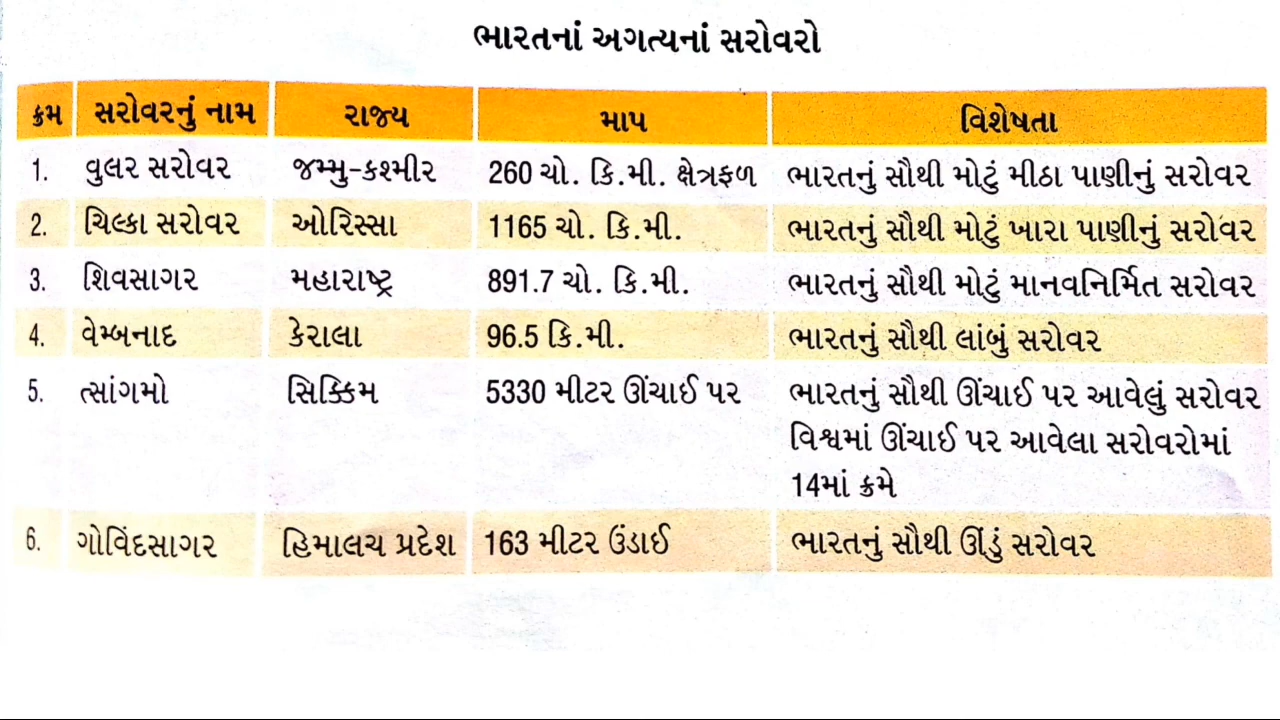 ભારતનાં અગત્યનાં સરોવરો
ક્રમ સરોવરનું નામ રાજ્ય માપ વિશેષતા
1. વુલર સરોવર જમ્મુ-કશ્મીર 260 ચો. કિ.મી. ક્ષેત્રફળ ભારતનું સૌથી મોટું મીઠા પાણીનું સરોવર
2. ચિલ્કા સરોવર ઓરિસ્સા 1165 ચો. કિ.મી. ભારતનું સૌથી મોટું ખારા પાણીનું સરોવર
3. શિવસાગર મહારાષ્ટ્ર 891.7 ચો. કિ.મી. ભારતનું સૌથી મોટું માનવનિર્મિત સરોવર
4. વેમ્બનાદ કેરાલા 96.5 કિ.મી. ભારતનું સૌથી લાંબું સરોવર
5. ત્સાંગમો સિક્કિમ 5330 મીટર ઊંચાઈ પર ભારતનું સૌથી ઊંચાઈ પર આવેલું સરોવર
વિશ્વમાં ઊંચાઈ પર આવેલા સરોવરોમાં
14માં ક્રમે
6. ગોવિંદસાગર હિમાલચ પ્રદેશ 163 મીટર ઉંડાઈ ભારતનું સૌથી ઊંડું સરોવર